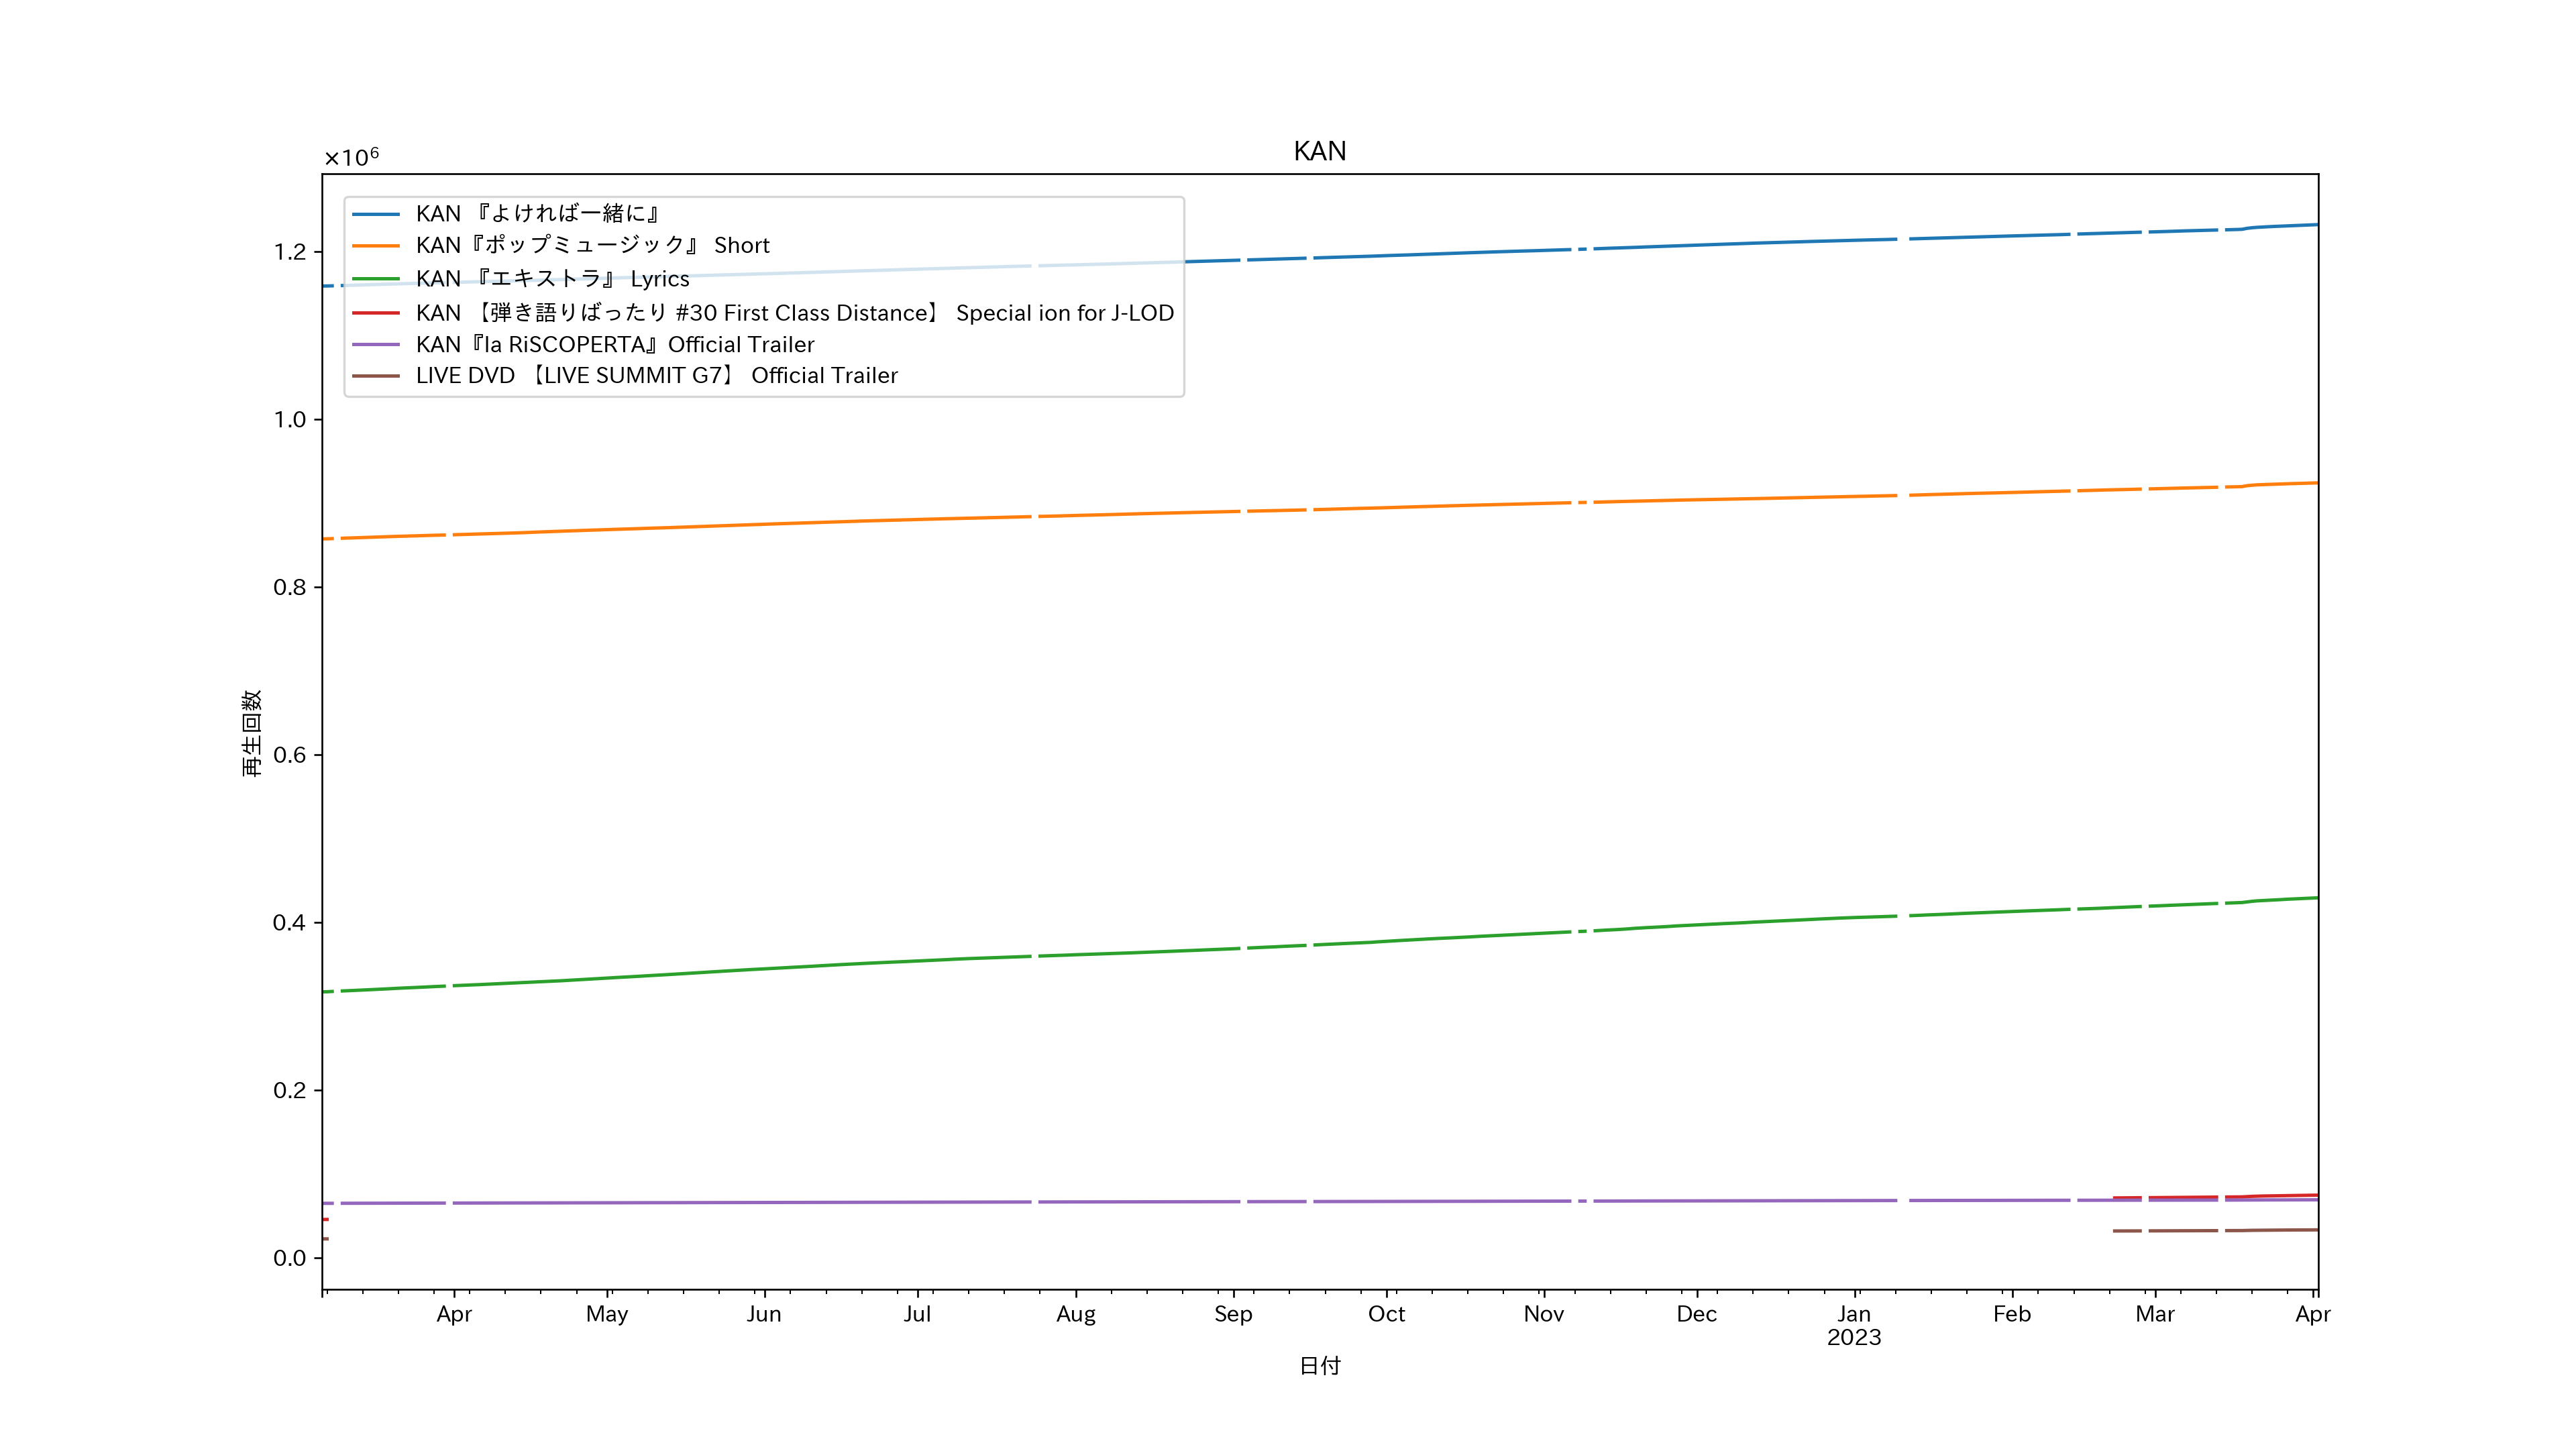 KAN
×10⁶
KAN 『よければ一緒に』
KAN『ポップミュージック』 Short
KAN 『エキストラ』 Lyrics
KAN 【弾き語りばったり #30 First Class Distance】 Special ion for J-LOD
KAN『la RiSCOPERTA』Official Trailer
LIVE DVD 【LIVE SUMMIT G7】 Official Trailer
1.2
1.0
0.8
0.6
0.4
0.2
0.0
再生回数
Apr May Jun Jul Aug Sep Oct Nov Dec Jan Feb Mar Apr
2023
日付